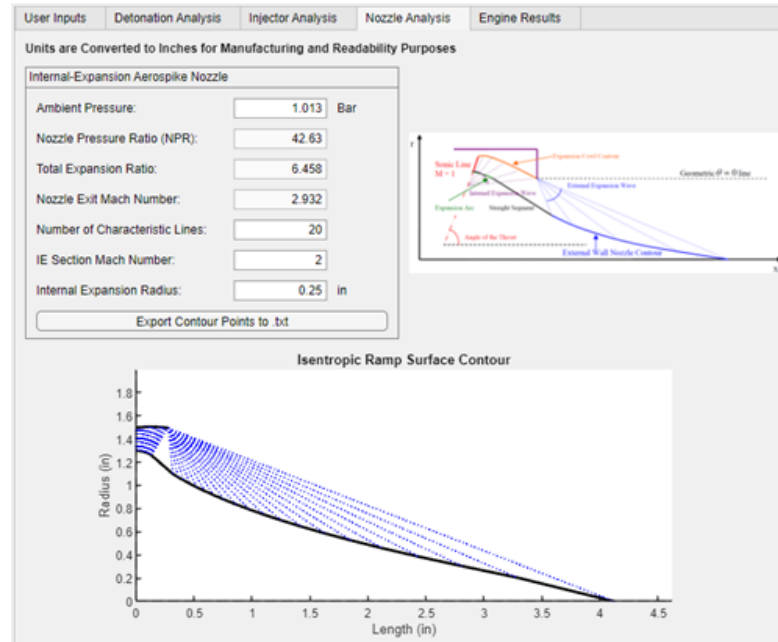 User Inputs Detonation Analysis Injector Analysis Nozzle Analysis Engine Results
Units are Converted to Inches for Manufacturing and Readability Purposes
Internal-Expansion Aerospike Nozzle
Ambient Pressure: 1.013 Bar
Nozzle Pressure Ratio (NPR): 42.63
Total Expansion Ratio: 6.458
Nozzle Exit Mach Number: 2.932
Number of Characteristic Lines: 20
IE Section Mach Number: 2
Internal Expansion Radius: 0.25 in
Export Contour Points to .txt
r
Sonic Line
M = 1
Expansion Cowl Contour
Geometric θ = 0 line
External Expansion Wave
Internal Expansion Wave
Expansion Arc
Straight Segment
Angle of the Throat
External Wall Nozzle Contour
x
Isentropic Ramp Surface Contour
Radius (in)
1.8
1.6
1.4
1.2
1
0.8
0.6
0.4
0.2
0
0 0.5 1 1.5 2 2.5 3 3.5 4 4.5
Length (in)